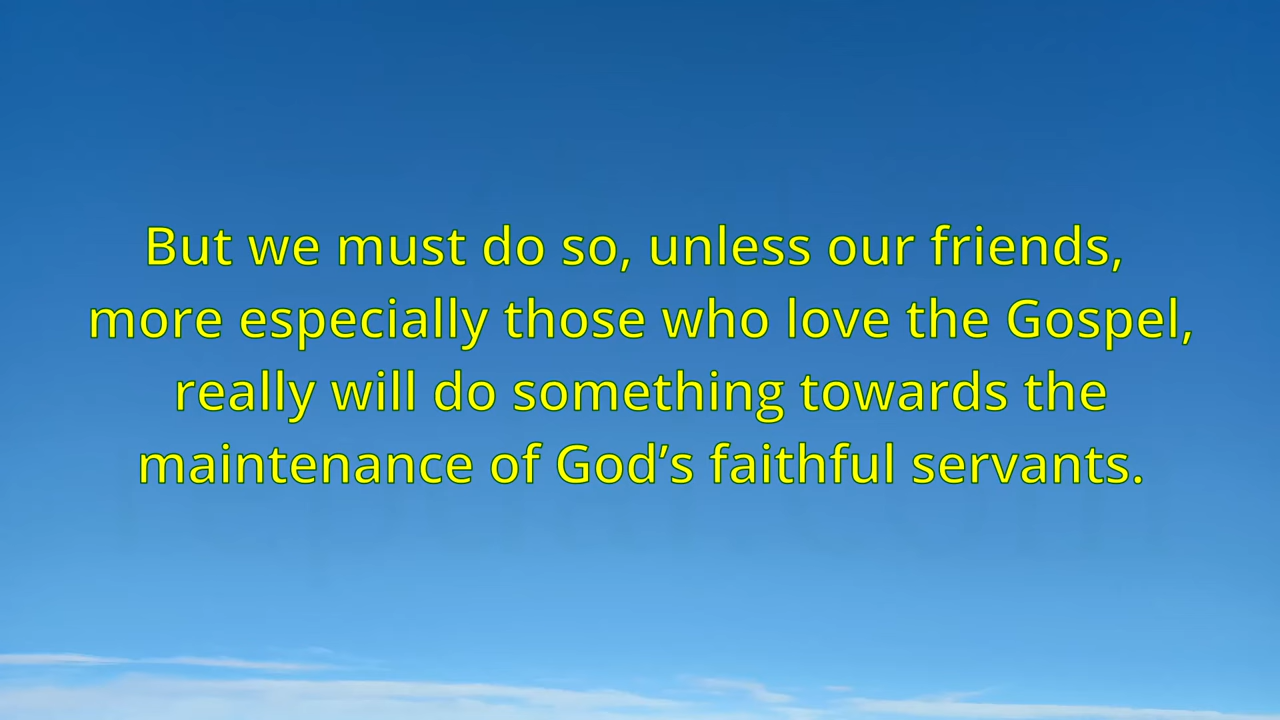 But we must do so, unless our friends,
more especially those who love the Gospel,
really will do something towards the
maintenance of God’s faithful servants.